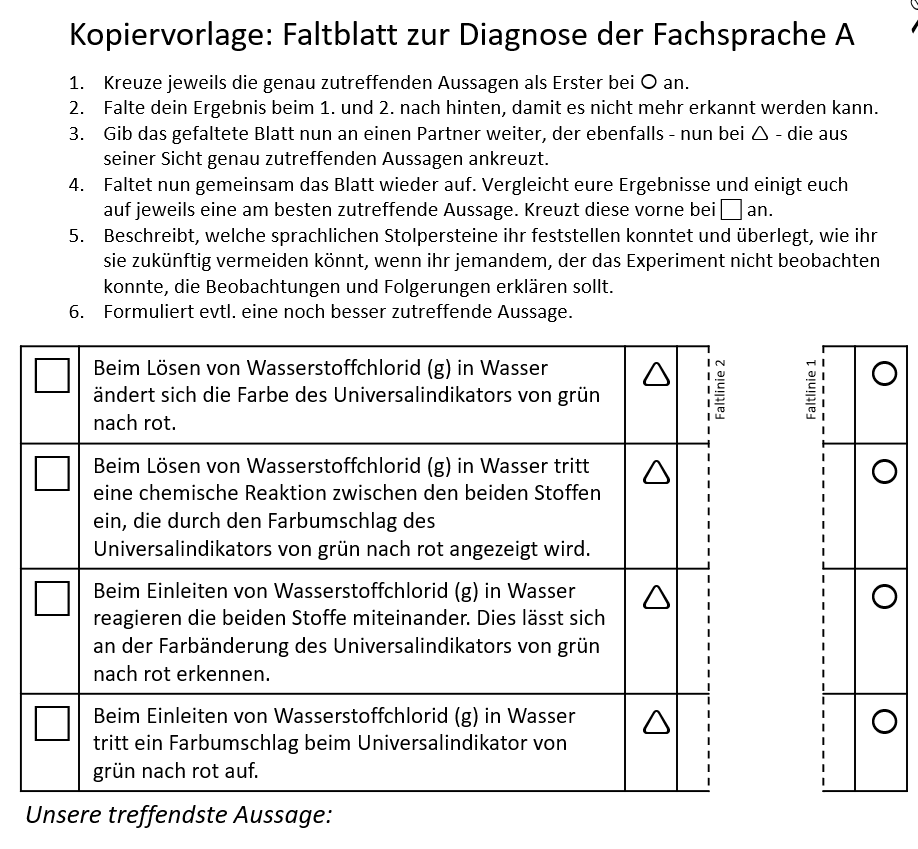 Kopiervorlage: Faltblatt zur Diagnose der Fachsprache A
1. Kreuze jeweils die genau zutreffenden Aussagen als Erster bei ○ an.
2. Falte dein Ergebnis beim 1. und 2. nach hinten, damit es nicht mehr erkannt werden kann.
3. Gib das gefaltete Blatt nun an einen Partner weiter, der ebenfalls - nun bei △ - die aus
seiner Sicht genau zutreffenden Aussagen ankreuzt.
4. Faltet nun gemeinsam das Blatt wieder auf. Vergleicht eure Ergebnisse und einigt euch
auf jeweils eine am besten zutreffende Aussage. Kreuzt diese vorne bei □ an.
5. Beschreibt, welche sprachlichen Stolpersteine ihr feststellen konntet und überlegt, wie ihr
sie zukünftig vermeiden könnt, wenn ihr jemandem, der das Experiment nicht beobachten
konnte, die Beobachtungen und Folgerungen erklären sollt.
6. Formuliert evtl. eine noch besser zutreffende Aussage.
Beim Lösen von Wasserstoffchlorid (g) in Wasser
ändert sich die Farbe des Universalindikators von grün
nach rot.
Faltlinie 2
Faltlinie 1
Beim Lösen von Wasserstoffchlorid (g) in Wasser tritt
eine chemische Reaktion zwischen den beiden Stoffen
ein, die durch den Farbumschlag des
Universalindikators von grün nach rot angezeigt wird.
Beim Einleiten von Wasserstoffchlorid (g) in Wasser
reagieren die beiden Stoffe miteinander. Dies lässt sich
an der Farbänderung des Universalindikators von grün
nach rot erkennen.
Beim Einleiten von Wasserstoffchlorid (g) in Wasser
tritt ein Farbumschlag beim Universalindikator von
grün nach rot auf.
Unsere treffendste Aussage: